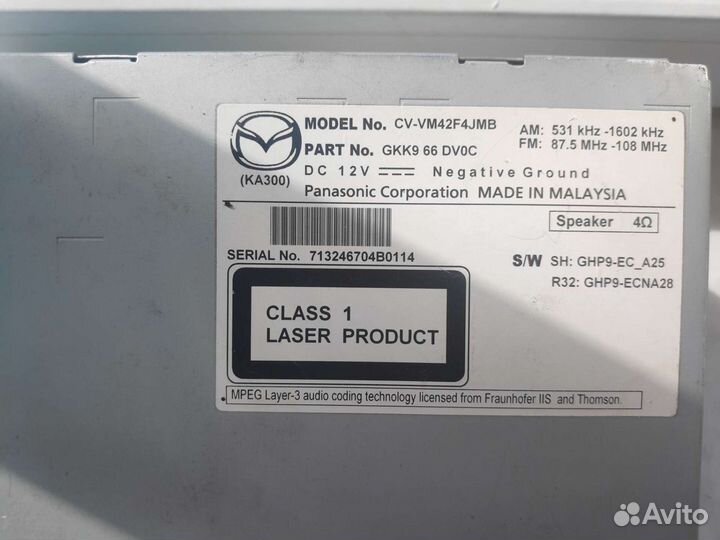 MODEL No. CV-VM42F4JMB
PART No. GKK9 66 DV0C
AM: 531 kHz -1602 kHz
FM: 87.5 MHz -108 MHz
(KA300)
DC 12V Negative Ground
Panasonic Corporation MADE IN MALAYSIA
Speaker 4Ω
SERIAL No. 713246704B0114
S/W SH: GHP9-EC_A25
R32: GHP9-ECNA28
CLASS 1
LASER PRODUCT
MPEG Layer-3 audio coding technology licensed from Fraunhofer IIS and Thomson.
Avito